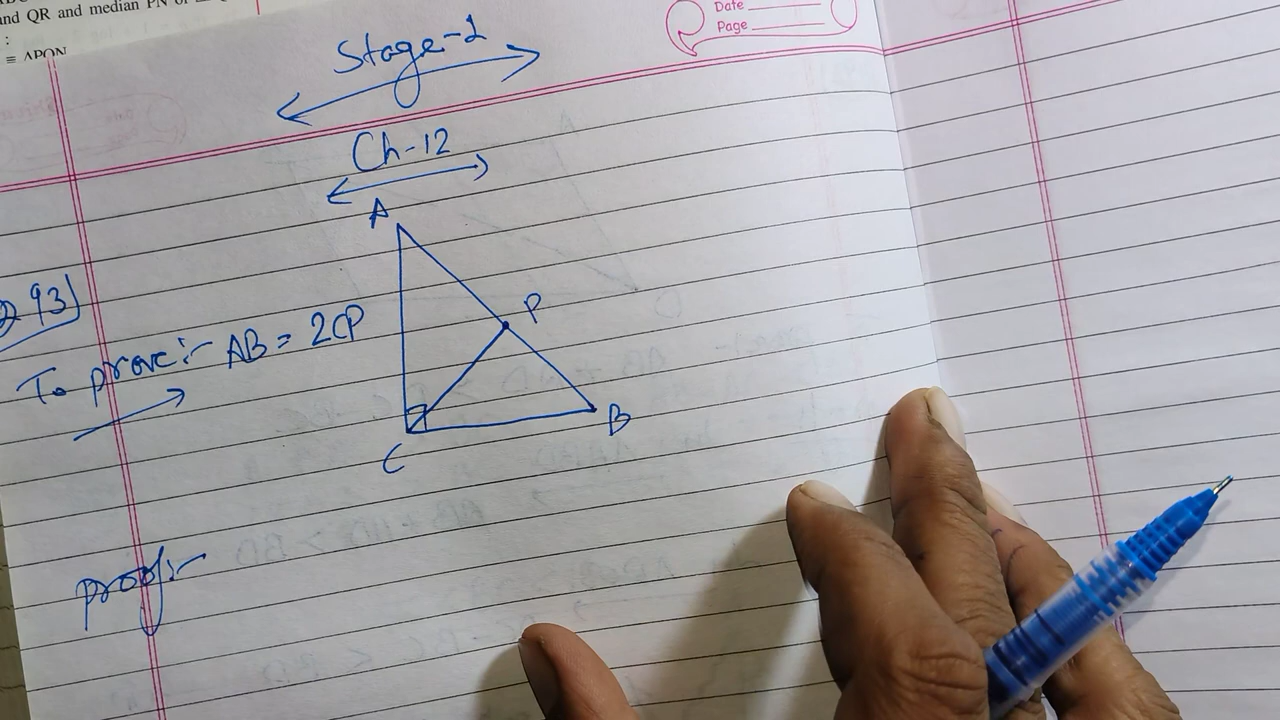 and QR and median PN of
:
≡ ΔPQN
Date
Page
Stage-1
Ch-12
A
Q 93]
P
To prove:- AB = 2CP
B
C
proof:-